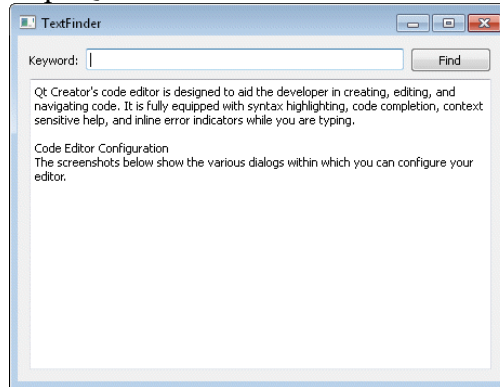 TextFinder
Keyword:
Find
Qt Creator's code editor is designed to aid the developer in creating, editing, and
navigating code. It is fully equipped with syntax highlighting, code completion, context
sensitive help, and inline error indicators while you are typing.
Code Editor Configuration
The screenshots below show the various dialogs within which you can configure your
editor.